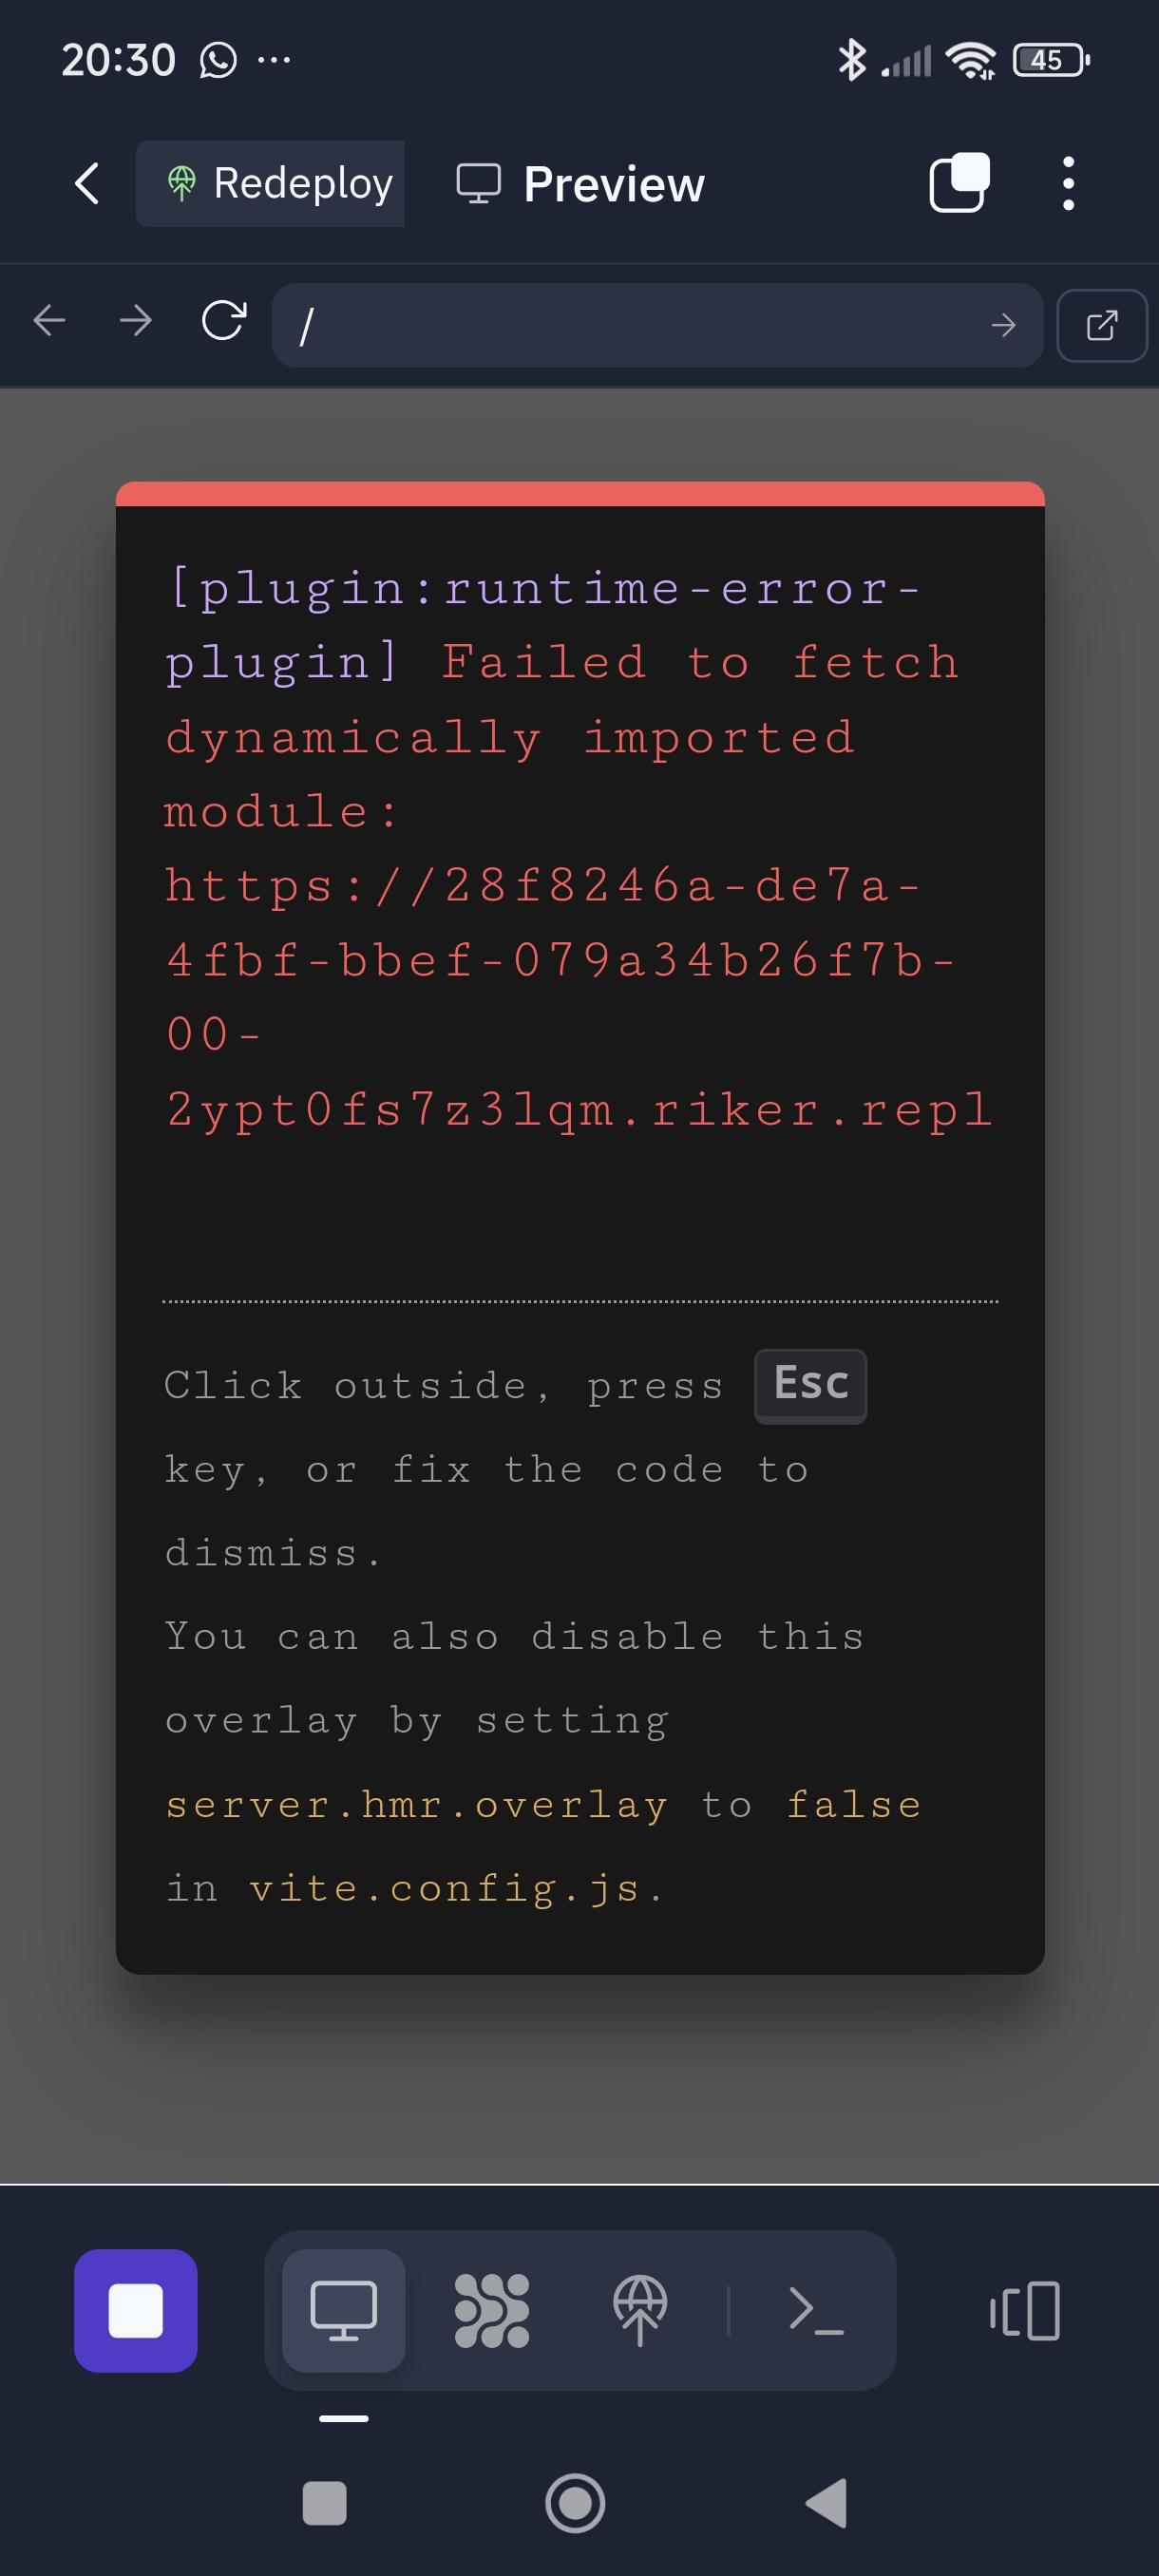 20:30 45
Redeploy Preview
/
[plugin:runtime-error-
plugin] Failed to fetch
dynamically imported
module:
https://28f8246a-de7a-
4fbf-bbef-079a34b26f7b-
00-
2ypt0fs7z3lqm.riker.repl
Click outside, press Esc
key, or fix the code to
dismiss.
You can also disable this
overlay by setting
server.hmr.overlay to false
in vite.config.js.